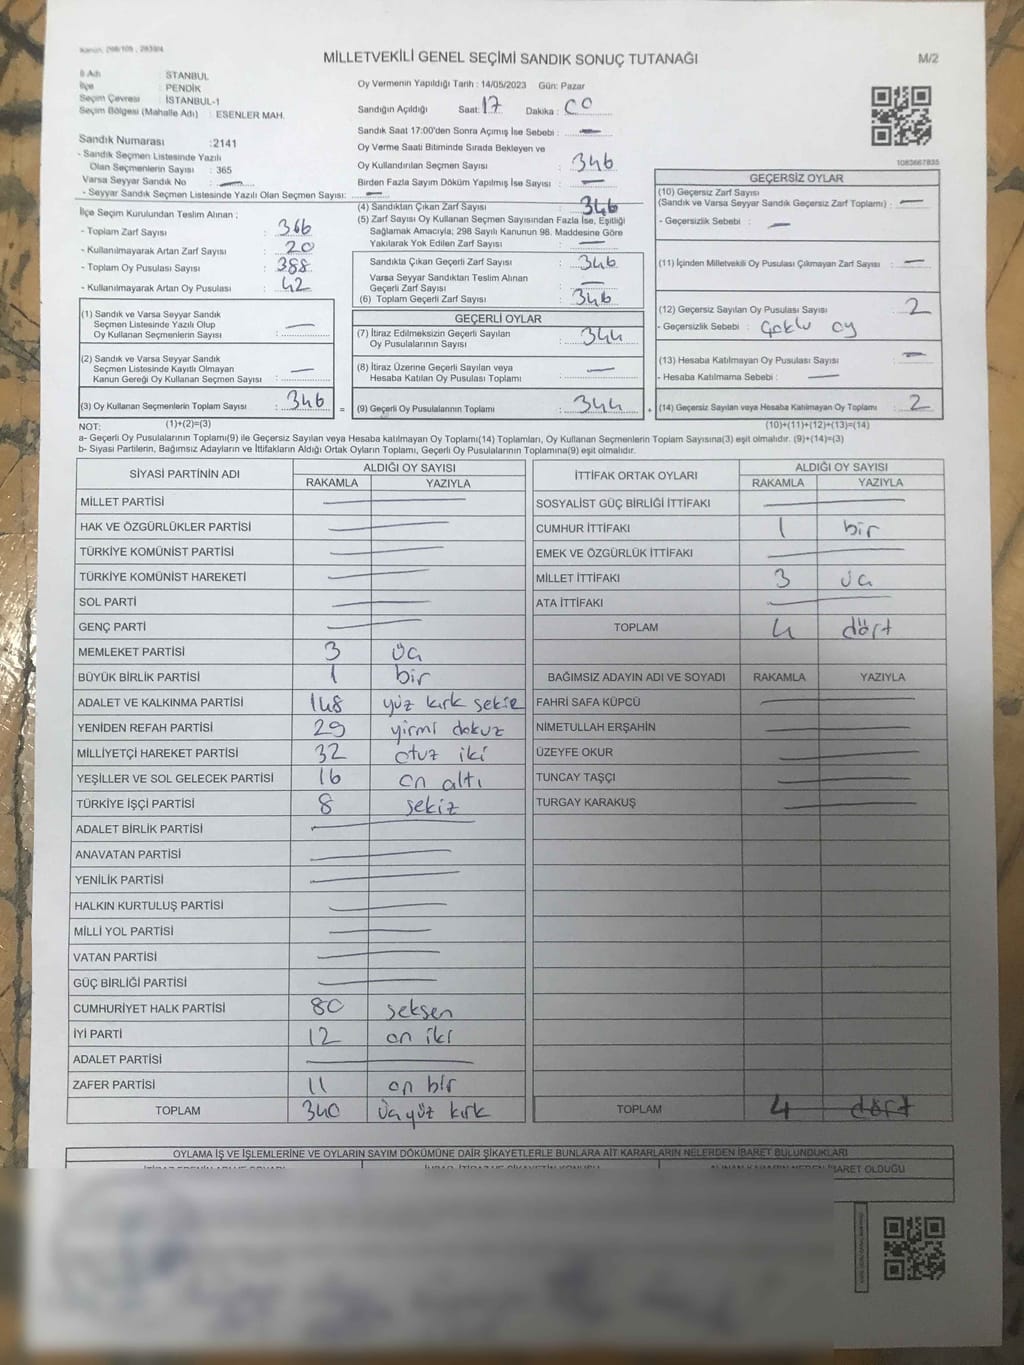 Kanun, 298/105 , 2839/4
MİLLETVEKİLİ GENEL SEÇİMİ SANDIK SONUÇ TUTANAĞI
M/2
İl Adı : İSTANBUL
İlçe : PENDİK
Seçim Çevresi : İSTANBUL-1
Seçim Bölgesi (Mahalle Adı) : ESENLER MAH.
Oy Vermenin Yapıldığı Tarih : 14/05/2023 Gün: Pazar
Sandığın Açıldığı Saat: 17 Dakika : 00
Sandık Saat 17:00'den Sonra Açımış İse Sebebi : —
Oy Verme Saati Bitiminde Sırada Bekleyen ve
Oy Kullandırılan Seçmen Sayısı : 346
Birden Fazla Sayım Döküm Yapılmış İse Sayısı : —
Sandık Numarası : 2141
- Sandık Seçmen Listesinde Yazılı
Olan Seçmenlerin Sayısı : 365
Varsa Seyyar Sandık No : —
- Seyyar Sandık Seçmen Listesinde Yazılı Olan Seçmen Sayısı: —
İlçe Seçim Kurulundan Teslim Alınan ;
- Toplam Zarf Sayısı : 366
- Kullanılmayarak Artan Zarf Sayısı : 20
- Toplam Oy Pusulası Sayısı : 388
- Kullanılmayarak Artan Oy Pusulası : 42
(1) Sandık ve Varsa Seyyar Sandık
Seçmen Listesinde Yazılı Olup
Oy Kullanan Seçmenlerin Sayısı : —
(2) Sandık ve Varsa Seyyar Sandık
Seçmen Listesinde Kayıtlı Olmayan
Kanun Gereği Oy Kullanan Seçmen Sayısı : —
(3) Oy Kullanan Seçmenlerin Toplam Sayısı : 346
(1)+(2)=(3)
(4) Sandıktan Çıkan Zarf Sayısı : 346
(5) Zarf Sayısı Oy Kullanan Seçmen Sayısından Fazla İse, Eşitliği
Sağlamak Amacıyla; 298 Sayılı Kanunun 98. Maddesine Göre
Yakılarak Yok Edilen Zarf Sayısı : —
Sandıkta Çıkan Geçerli Zarf Sayısı : 346
Varsa Seyyar Sandıktan Teslim Alınan
Geçerli Zarf Sayısı : —
(6) Toplam Geçerli Zarf Sayısı : 346
GEÇERLİ OYLAR
(7) İtiraz Edilmeksizin Geçerli Sayılan
Oy Pusulalarının Sayısı : 344
(8) İtiraz Üzerine Geçerli Sayılan veya
Hesaba Katılan Oy Pusulası Toplamı : —
= (9) Geçerli Oy Pusulalarının Toplamı : 344 +
1083667835
GEÇERSİZ OYLAR
(10) Geçersiz Zarf Sayısı
(Sandık ve Varsa Seyyar Sandık Geçersiz Zarf Toplamı) : —
- Geçersizlik Sebebi : —
(11) İçinden Milletvekili Oy Pusulası Çıkmayan Zarf Sayısı : —
(12) Geçersiz Sayılan Oy Pusulası Sayısı : 2
- Geçersizlik Sebebi : Çoklu oy
(13) Hesaba Katılmayan Oy Pusulası Sayısı : —
- Hesaba Katılmama Sebebi : —
(14) Geçersiz Sayılan veya Hesaba Katılmayan Oy Toplamı : 2
(10)+(11)+(12)+(13)=(14)
NOT:
a- Geçerli Oy Pusulalarının Toplamı(9) ile Geçersiz Sayılan veya Hesaba katılmayan Oy Toplamı(14) Toplamları, Oy Kullanan Seçmenlerin Toplam Sayısına(3) eşit olmalıdır. (9)+(14)=(3)
b- Siyasi Partilerin, Bağımsız Adayların ve İttifakların Aldığı Ortak Oyların Toplamı, Geçerli Oy Pusulalarının Toplamına(9) eşit olmalıdır.
SİYASİ PARTİNİN ADI ALDIĞI OY SAYISI
RAKAMLA YAZIYLA
MİLLET PARTİSİ —
HAK VE ÖZGÜRLÜKLER PARTİSİ —
TÜRKİYE KOMÜNİST PARTİSİ —
TÜRKİYE KOMÜNİST HAREKETİ —
SOL PARTİ —
GENÇ PARTİ —
MEMLEKET PARTİSİ 3 üç
BÜYÜK BİRLİK PARTİSİ 1 bir
ADALET VE KALKINMA PARTİSİ 148 yüz kırk sekiz
YENİDEN REFAH PARTİSİ 29 yirmi dokuz
MİLLİYETÇİ HAREKET PARTİSİ 32 otuz iki
YEŞİLLER VE SOL GELECEK PARTİSİ 16 on altı
TÜRKİYE İŞÇİ PARTİSİ 8 sekiz
ADALET BİRLİK PARTİSİ —
ANAVATAN PARTİSİ —
YENİLİK PARTİSİ —
HALKIN KURTULUŞ PARTİSİ —
MİLLİ YOL PARTİSİ —
VATAN PARTİSİ —
GÜÇ BİRLİĞİ PARTİSİ —
CUMHURİYET HALK PARTİSİ 80 seksen
İYİ PARTİ 12 on iki
ADALET PARTİSİ —
ZAFER PARTİSİ 11 on bir
TOPLAM 340 üçyüz kırk
İTTİFAK ORTAK OYLARI ALDIĞI OY SAYISI
RAKAMLA YAZIYLA
SOSYALİST GÜÇ BİRLİĞİ İTTİFAKI —
CUMHUR İTTİFAKI 1 bir
EMEK VE ÖZGÜRLÜK İTTİFAKI —
MİLLET İTTİFAKI 3 üç
ATA İTTİFAKI —
TOPLAM 4 dört
BAĞIMSIZ ADAYIN ADI VE SOYADI RAKAMLA YAZIYLA
FAHRİ SAFA KÜPCÜ —
NİMETULLAH ERŞAHİN —
ÜZEYFE OKUR —
TUNCAY TAŞÇI —
TURGAY KARAKUŞ —
TOPLAM 4 dört
OYLAMA İŞ VE İŞLEMLERİNE VE OYLARIN SAYIM DÖKÜMÜNE DAİR ŞİKAYETLERLE BUNLARA AİT KARARLARIN NELERDEN İBARET BULUNDUKLARI
İBARET OLDUĞU